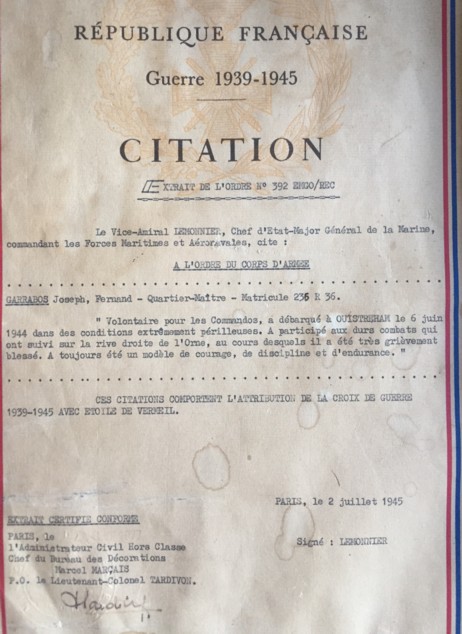 RÉPUBLIQUE FRANÇAISE
Guerre 1939-1945
CITATION
EXTRAIT DE L'ORDRE N° 392 EMGO/REC
Le Vice-Amiral LEMONNIER, Chef d'Etat-Major Général de la Marine,
commandant les Forces Maritimes et Aéronavales, cite :
A L'ORDRE DU CORPS D'ARMEE
GARRABOS Joseph, Fernand - Quartier-Maître - Matricule 235 R 36.
" Volontaire pour les Commandos, a débarqué à OUISTREHAM le 6 juin
1944 dans des conditions extrêmement périlleuses. A participé aux durs combats qui
ont suivi sur la rive droite de l'Orne, au cours desquels il a été très grièvement
blessé. A toujours été un modèle de courage, de discipline et d'endurance. "
CES CITATIONS COMPORTENT L'ATTRIBUTION DE LA CROIX DE GUERRE
1939-1945 AVEC ETOILE DE VERMEIL.
PARIS, le 2 juillet 1945
EXTRAIT CERTIFIE CONFORME
PARIS, le
l'Administrateur Civil Hors Classe
Signé : LEMONNIER
Chef du Bureau des Décorations
Marcel MARÇAIS
P.O. le Lieutenant-Colonel TARDIVON.